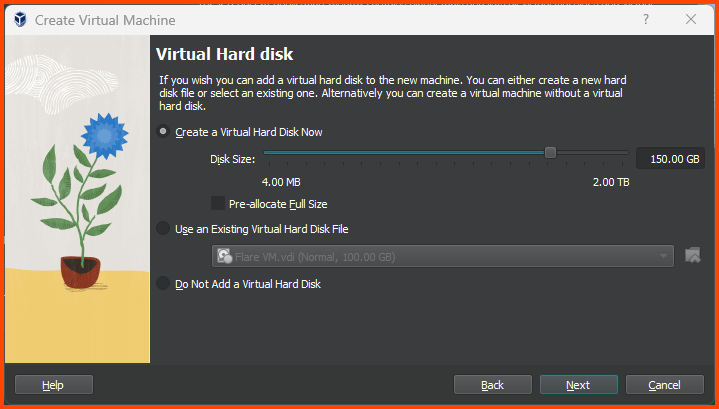 Create Virtual Machine
?
Virtual Hard disk
If you wish you can add a virtual hard disk to the new machine. You can either create a new hard
disk file or select an existing one. Alternatively you can create a virtual machine without a virtual
hard disk.
Create a Virtual Hard Disk Now
Disk Size:
150.00 GB
4.00 MB
2.00 TB
Pre-allocate Full Size
Use an Existing Virtual Hard Disk File
Flare VM.vdi (Normal, 100.00 GB)
Do Not Add a Virtual Hard Disk
Help
Back
Next
Cancel